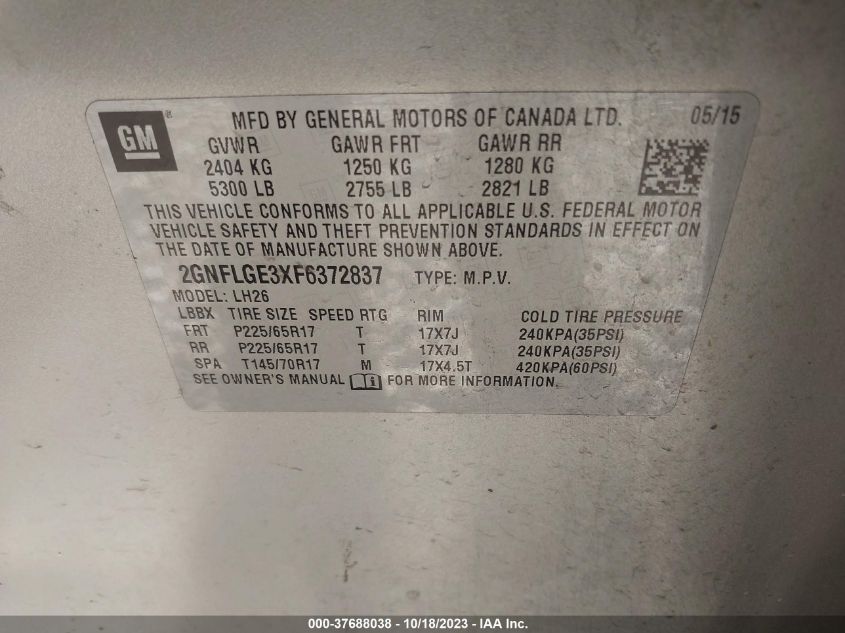 GM®
MFD BY GENERAL MOTORS OF CANADA LTD. 05/15
GVWR GAWR FRT GAWR RR
2404 KG 1250 KG 1280 KG
5300 LB 2755 LB 2821 LB
THIS VEHICLE CONFORMS TO ALL APPLICABLE U.S. FEDERAL MOTOR
VEHICLE SAFETY AND THEFT PREVENTION STANDARDS IN EFFECT ON
THE DATE OF MANUFACTURE SHOWN ABOVE.
2GNFLGE3XF6372837 TYPE: M.P.V.
MODEL: LH26
LBBX TIRE SIZE SPEED RTG RIM COLD TIRE PRESSURE
FRT P225/65R17 T 17X7J 240KPA(35PSI)
RR P225/65R17 T 17X7J 240KPA(35PSI)
SPA T145/70R17 M 17X4.5T 420KPA(60PSI)
SEE OWNER'S MANUAL FOR MORE INFORMATION.
000-37688038 - 10/18/2023 - IAA Inc.